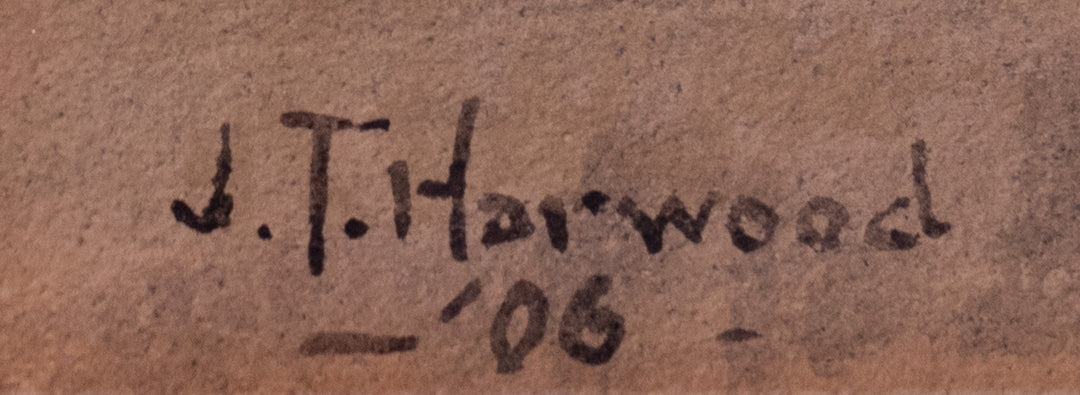 J.T. Harwood
— '06 -